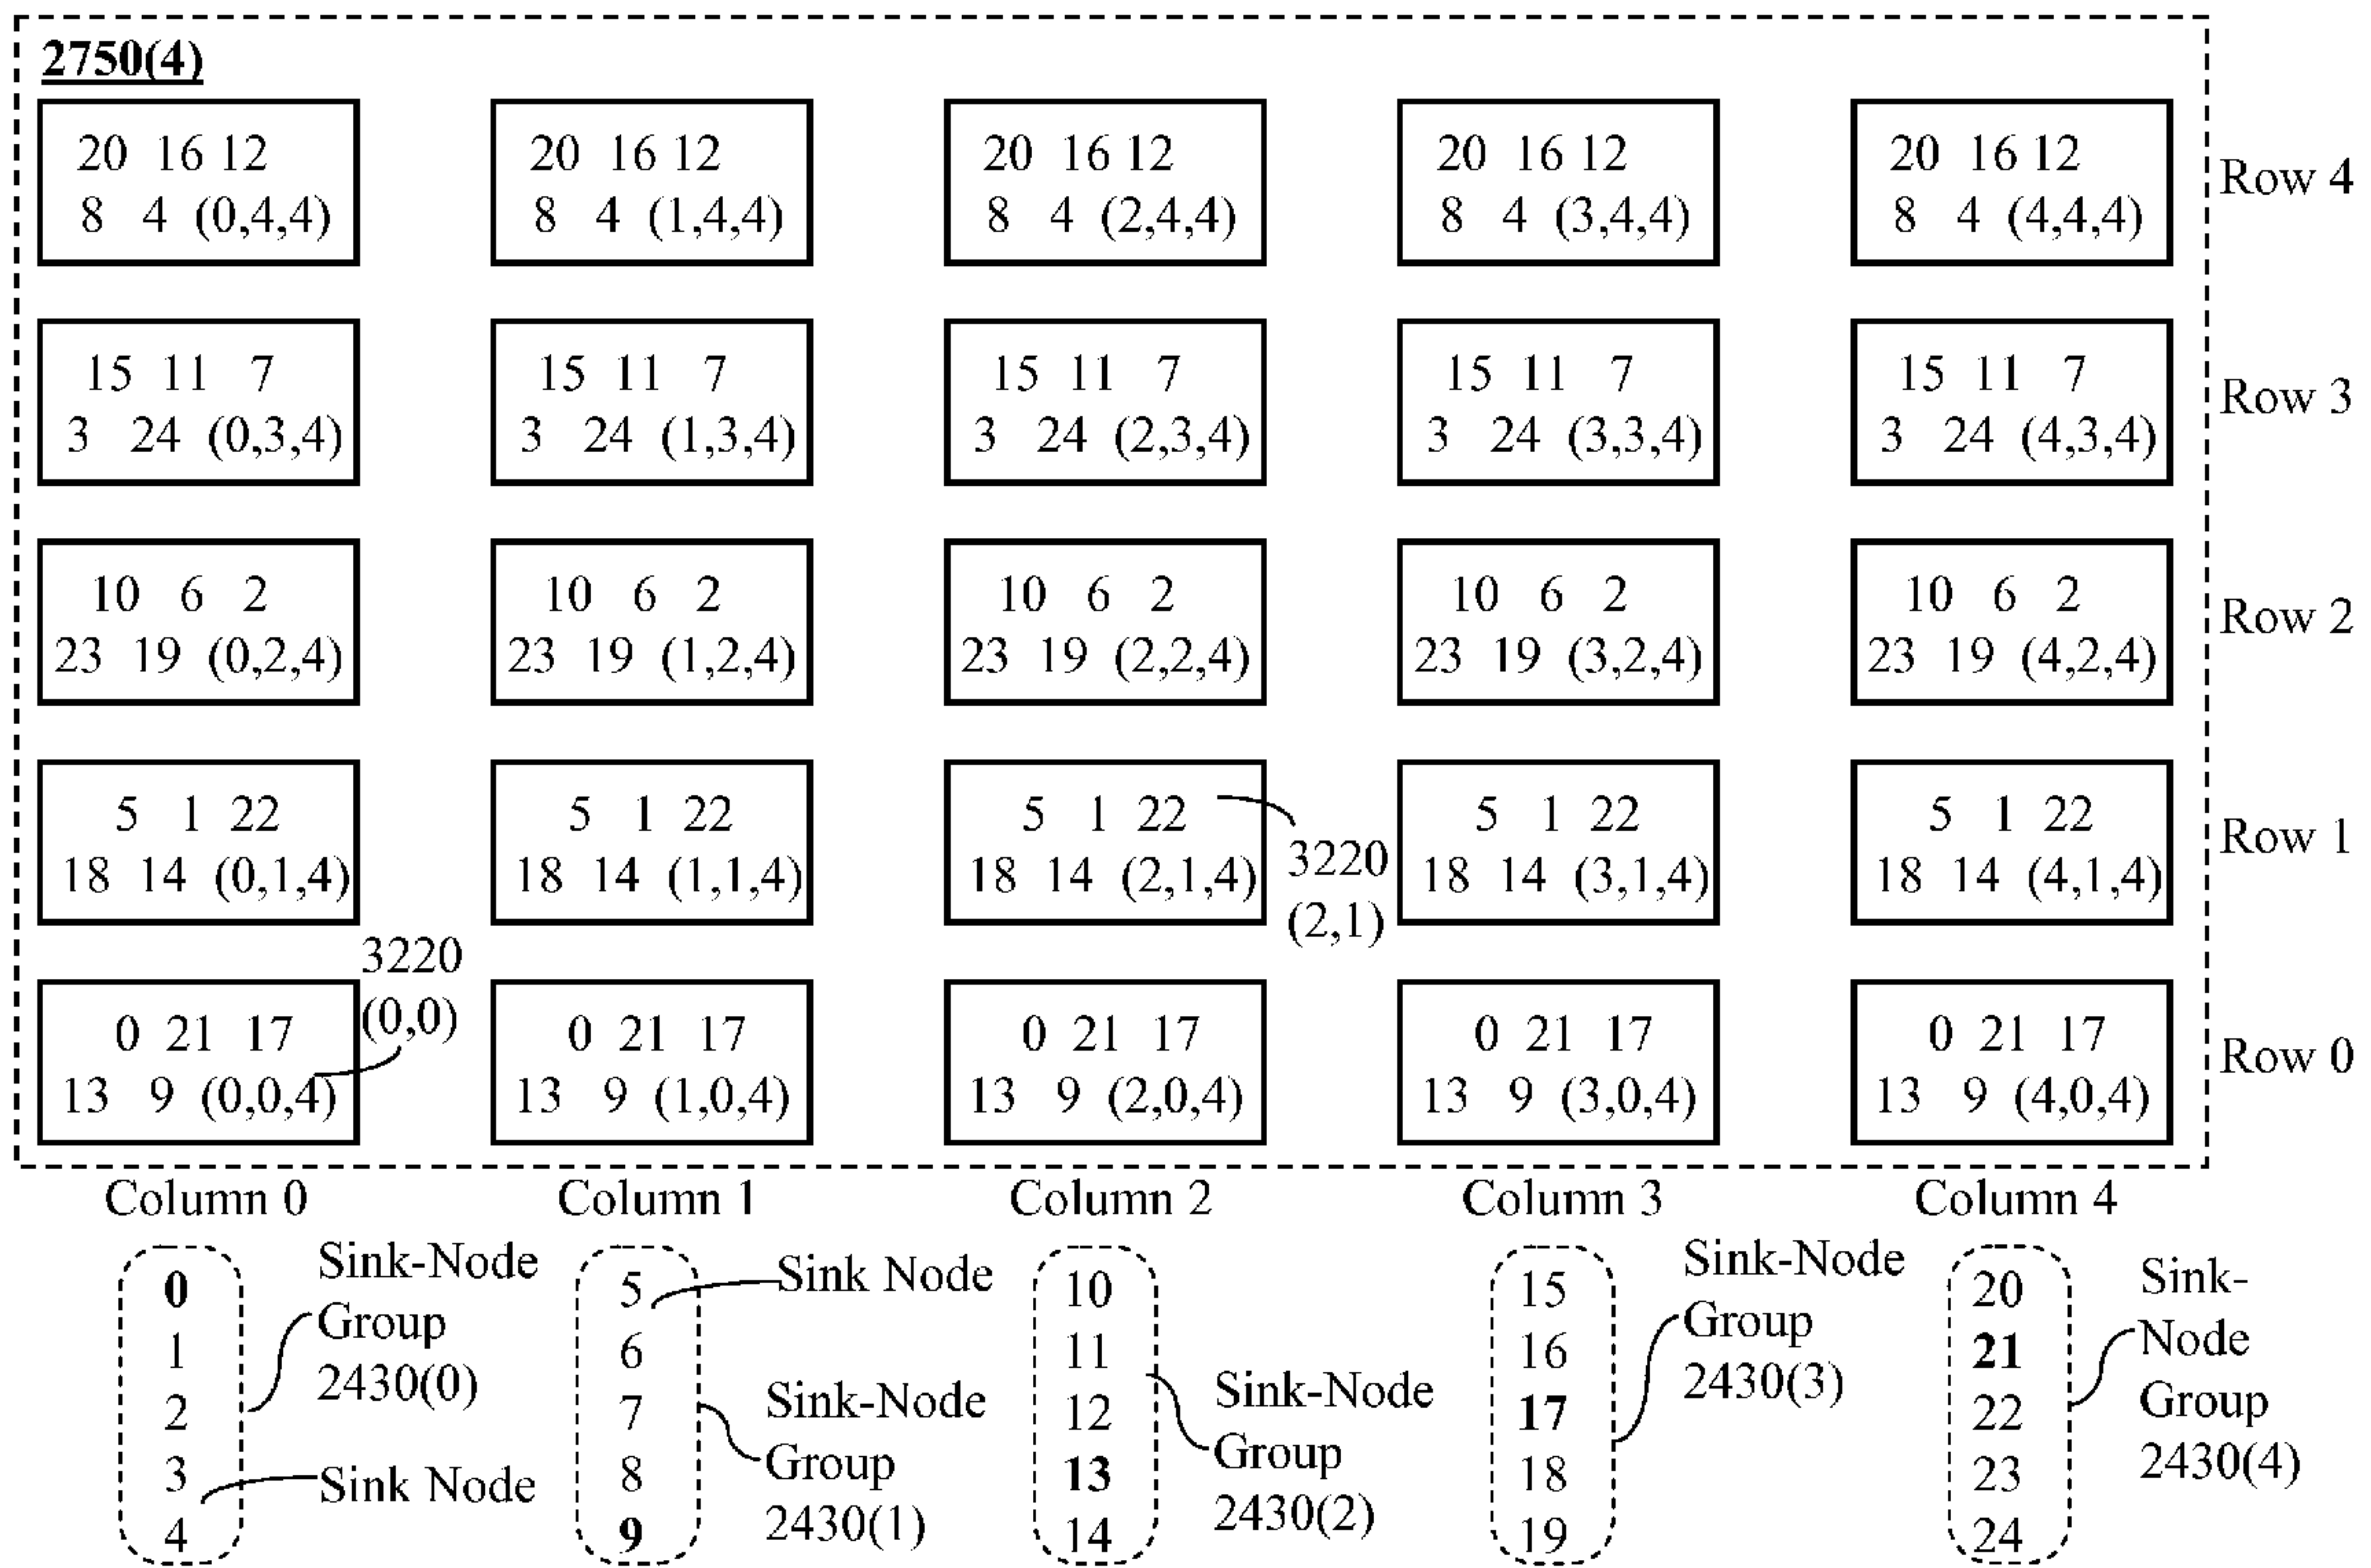 2750(4)
20 16 12 20 16 12 20 16 12 20 16 12 20 16 12
8 4 (0,4,4) 8 4 (1,4,4) 8 4 (2,4,4) 8 4 (3,4,4) 8 4 (4,4,4)
Row 4
15 11 7 15 11 7 15 11 7 15 11 7 15 11 7
3 24 (0,3,4) 3 24 (1,3,4) 3 24 (2,3,4) 3 24 (3,3,4) 3 24 (4,3,4)
Row 3
10 6 2 10 6 2 10 6 2 10 6 2 10 6 2
23 19 (0,2,4) 23 19 (1,2,4) 23 19 (2,2,4) 23 19 (3,2,4) 23 19 (4,2,4)
Row 2
5 1 22 5 1 22 5 1 22 5 1 22 5 1 22
18 14 (0,1,4) 18 14 (1,1,4) 18 14 (2,1,4) 18 14 (3,1,4) 18 14 (4,1,4)
Row 1
3220
(2,1)
3220
(0,0)
0 21 17 0 21 17 0 21 17 0 21 17 0 21 17
13 9 (0,0,4) 13 9 (1,0,4) 13 9 (2,0,4) 13 9 (3,0,4) 13 9 (4,0,4)
Row 0
Column 0 Column 1 Column 2 Column 3 Column 4
0
1
2
3
4
Sink-Node
Group
2430(0)
Sink Node
5
6
7
8
9
Sink Node
Sink-Node
Group
2430(1)
10
11
12
13
14
Sink-Node
Group
2430(2)
15
16
17
18
19
Sink-Node
Group
2430(3)
20
21
22
23
24
Sink-
Node
Group
2430(4)